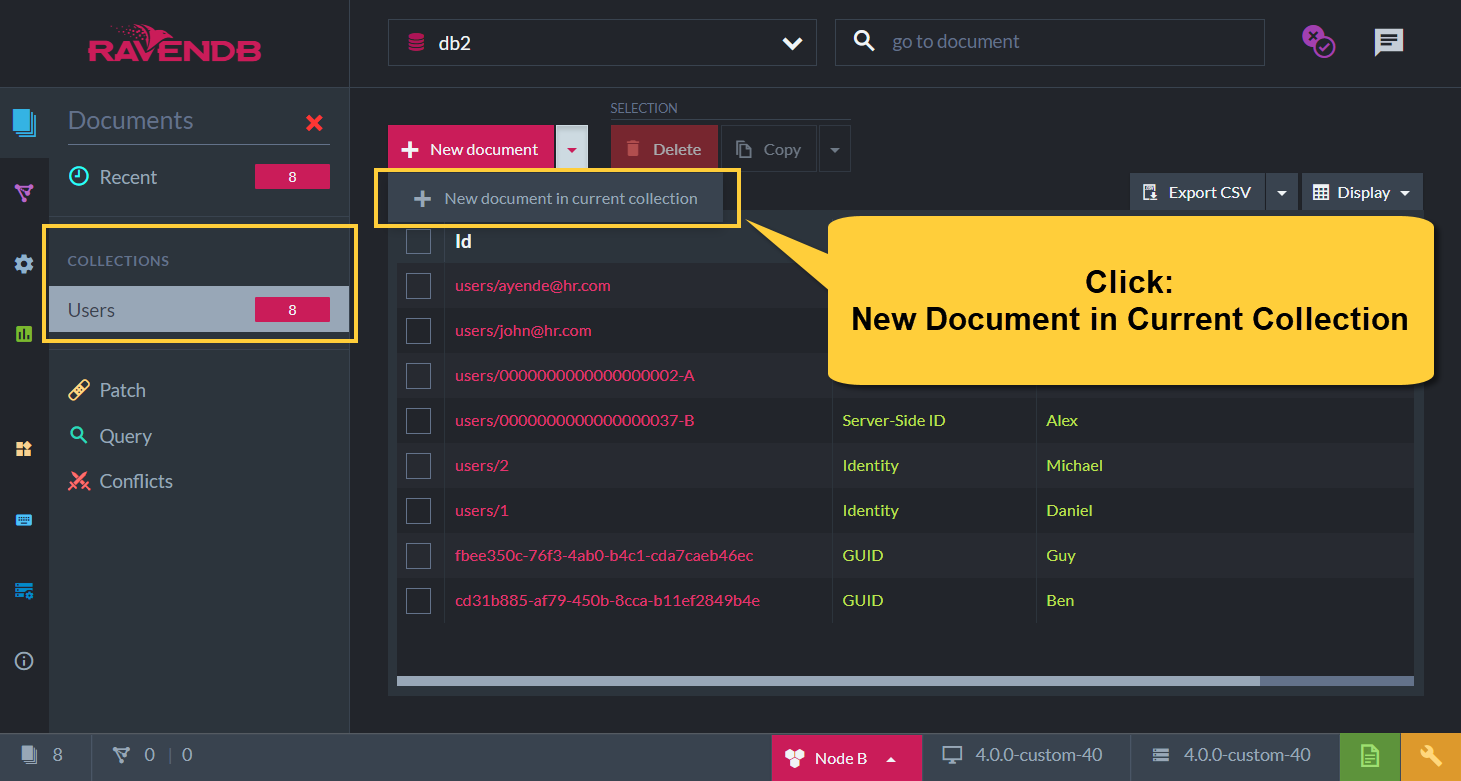 RAVENDB
db2
go to document
Documents
Recent
8
COLLECTIONS
Users
8
Patch
Query
Conflicts
SELECTION
New document
Delete
Copy
New document in current collection
Export CSV
Display
Click:
New Document in Current Collection
Id
users/ayende@hr.com
users/john@hr.com
users/0000000000000000002-A
users/0000000000000000037-B Server-Side ID Alex
users/2 Identity Michael
users/1 Identity Daniel
fbee350c-76f3-4ab0-b4c1-cda7caeb46ec GUID Guy
cd31b885-af79-450b-8cca-b11ef2849b4e GUID Ben
8
0 | 0
Node B
4.0.0-custom-40
4.0.0-custom-40